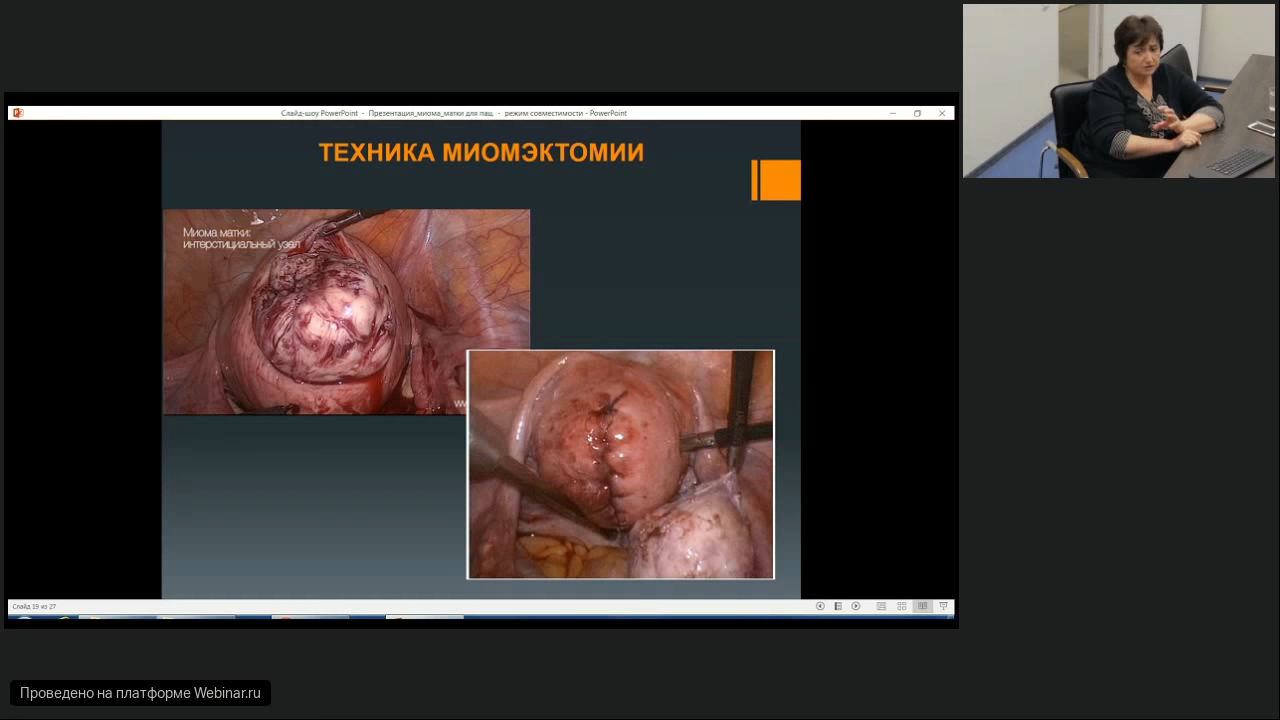 Слайд-шоу PowerPoint - Презентация_миома_матки для пац. - режим совместимости - PowerPoint
ТЕХНИКА МИОМЭКТОМИИ
Миома матки:
интерстициальный узел
Слайд 19 из 27
Проведено на платформе Webinar.ru